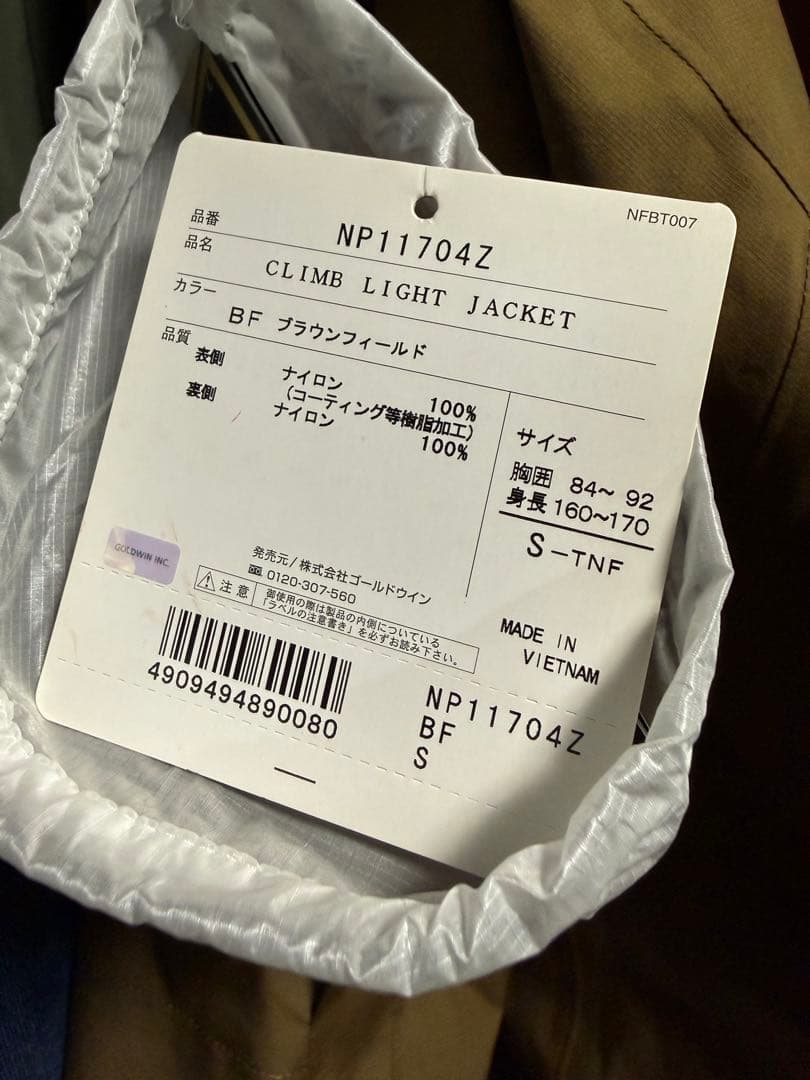 NFBT007
品番 NP11704Z
品名 CLIMB LIGHT JACKET
カラー BF ブラウンフィールド
品質
表側 ナイロン 100%
(コーティング等樹脂加工)
裏側 ナイロン 100%
サイズ
胸囲 84〜 92
身長 160〜170
S-TNF
GOLDWIN INC.
発売元/株式会社ゴールドウイン
0120-307-560
注意 御使用の際は製品の内側についている
「ラベルの注意書き」を必ずお読み下さい。
MADE IN
VIETNAM
4909494890080
NP11704Z
BF
S